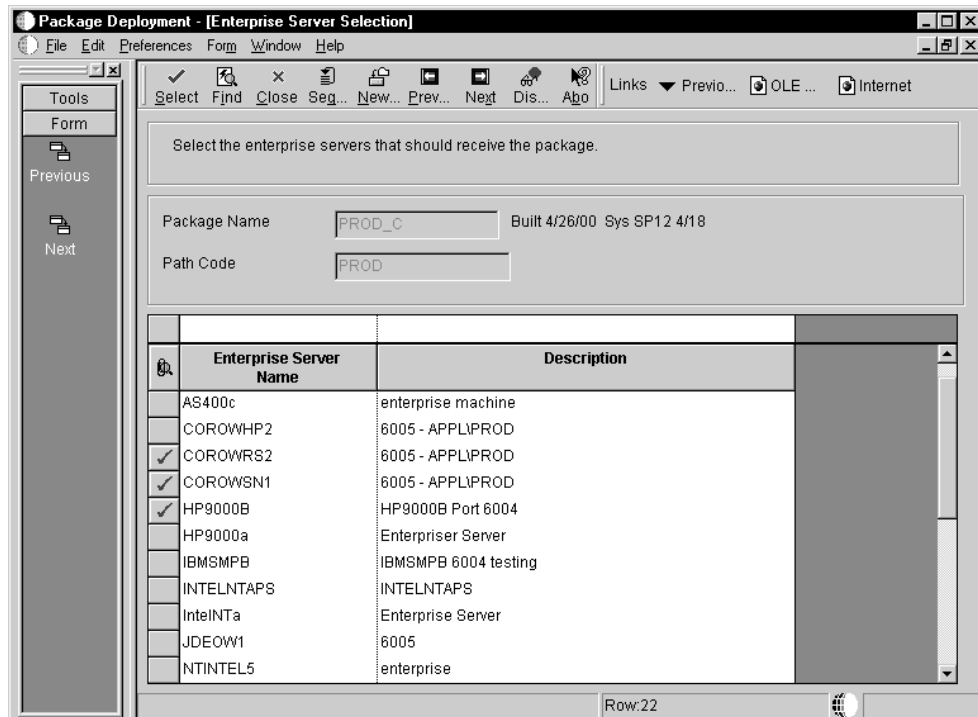 Package Deployment - [Enterprise Server Selection]
File Edit Preferences Form Window Help
Tools
Form
Previous
Next
Select Find Close Seq... New... Prev... Next Dis... Abo Links Previo... OLE ... Internet
Select the enterprise servers that should receive the package.
Package Name PROD_C Built 4/26/00 Sys SP12 4/18
Path Code PROD
Enterprise Server Name Description
AS400c enterprise machine
COROWHP2 6005 - APPL\PROD
COROWRS2 6005 - APPL\PROD
COROWSN1 6005 - APPL\PROD
HP9000B HP9000B Port 6004
HP9000a Enterpriser Server
IBMSMPB IBMSMPB 6004 testing
INTELNTAPS INTELNTAPS
IntelNTa Enterprise Server
JDEOW1 6005
NTINTEL5 enterprise
Row:22